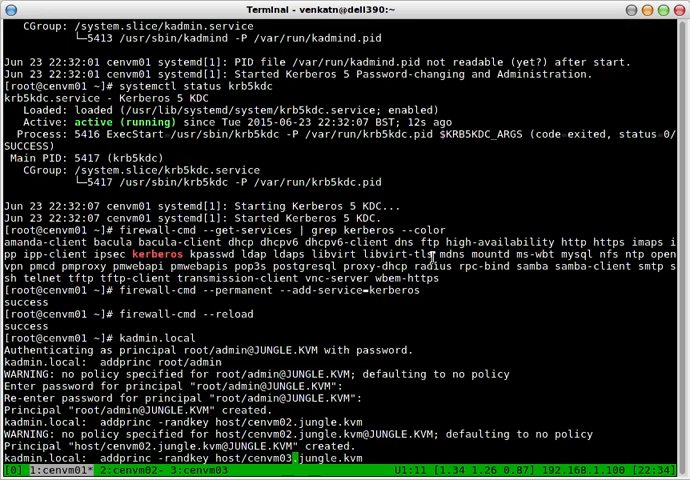 Terminal - venkatn@dell390:~
CGroup: /system.slice/kadmin.service
└─5413 /usr/sbin/kadmind -P /var/run/kadmind.pid
Jun 23 22:32:01 cenvm01 systemd[1]: PID file /var/run/kadmind.pid not readable (yet?) after start.
Jun 23 22:32:01 cenvm01 systemd[1]: Started Kerberos 5 Password-changing and Administration.
[root@cenvm01 ~]# systemctl status krb5kdc
krb5kdc.service - Kerberos 5 KDC
Loaded: loaded (/usr/lib/systemd/system/krb5kdc.service; enabled)
Active: active (running) since Tue 2015-06-23 22:32:07 BST; 12s ago
Process: 5416 ExecStart=/usr/sbin/krb5kdc -P /var/run/krb5kdc.pid $KRB5KDC_ARGS (code=exited, status=0/
SUCCESS)
Main PID: 5417 (krb5kdc)
CGroup: /system.slice/krb5kdc.service
└─5417 /usr/sbin/krb5kdc -P /var/run/krb5kdc.pid
Jun 23 22:32:07 cenvm01 systemd[1]: Starting Kerberos 5 KDC...
Jun 23 22:32:07 cenvm01 systemd[1]: Started Kerberos 5 KDC.
[root@cenvm01 ~]# firewall-cmd --get-services | grep kerberos --color
amanda-client bacula bacula-client dhcp dhcpv6 dhcpv6-client dns ftp high-availability http https imaps i
pp ipp-client ipsec kerberos kpasswd ldap ldaps libvirt libvirt-tls mdns mountd ms-wbt mysql nfs ntp open
vpn pmcd pmproxy pmwebapi pmwebapis pop3s postgresql proxy-dhcp radius rpc-bind samba samba-client smtp s
sh telnet tftp tftp-client transmission-client vnc-server wbem-https
[root@cenvm01 ~]# firewall-cmd --permanent --add-service=kerberos
success
[root@cenvm01 ~]# firewall-cmd --reload
success
[root@cenvm01 ~]# kadmin.local
Authenticating as principal root/admin@JUNGLE.KVM with password.
kadmin.local:  addprinc root/admin
WARNING: no policy specified for root/admin@JUNGLE.KVM; defaulting to no policy
Enter password for principal "root/admin@JUNGLE.KVM":
Re-enter password for principal "root/admin@JUNGLE.KVM":
Principal "root/admin@JUNGLE.KVM" created.
kadmin.local:  addprinc -randkey host/cenvm02.jungle.kvm
WARNING: no policy specified for host/cenvm02.jungle.kvm@JUNGLE.KVM; defaulting to no policy
Principal "host/cenvm02.jungle.kvm@JUNGLE.KVM" created.
kadmin.local:  addprinc -randkey host/cenvm03.jungle.kvm
[0] 1:cenvm01* 2:cenvm02- 3:cenvm03 U1:11 [1.34 1.26 0.87] 192.168.1.100 [22:34]